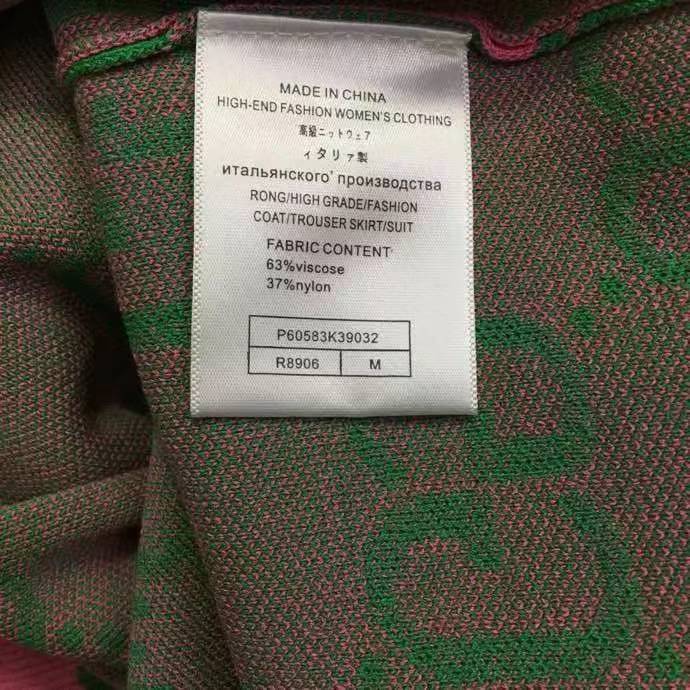 MADE IN CHINA
HIGH-END FASHION WOMEN'S CLOTHING
高級ニットウェア
ィタリァ製
итальянского' производства
RONG/HIGH GRADE/FASHION
COAT/TROUSER SKIRT/SUIT
FABRIC CONTENT
63%viscose
37%nylon
P60583K39032
R8906 M